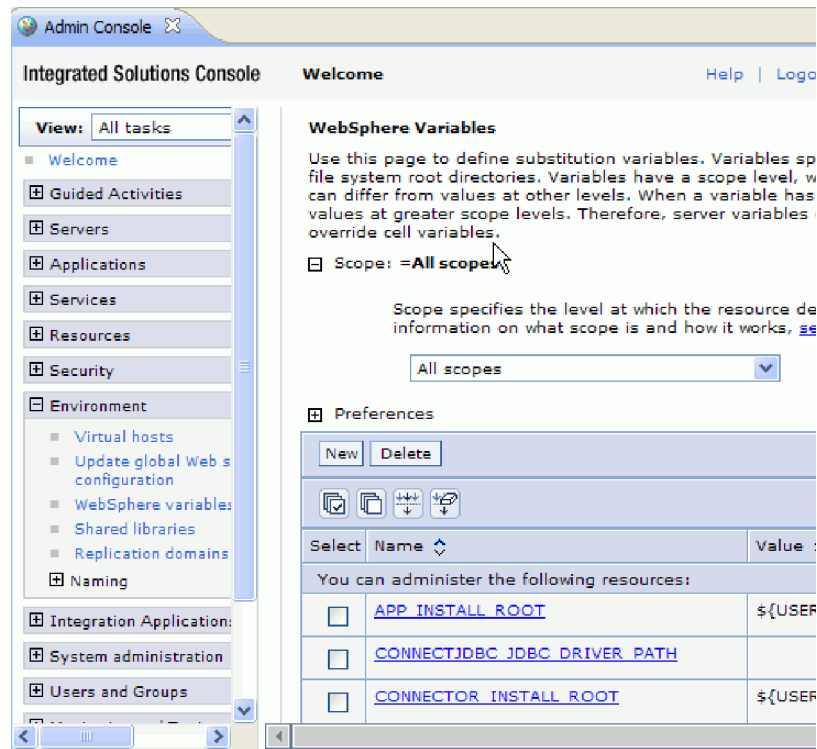 Admin Console
Integrated Solutions Console
Welcome
Help | Logo
View: All tasks
Welcome
Guided Activities
Servers
Applications
Services
Resources
Security
Environment
Virtual hosts
Update global Web s
configuration
WebSphere variables
Shared libraries
Replication domains
Naming
Integration Applications
System administration
Users and Groups
WebSphere Variables
Use this page to define substitution variables. Variables sp
file system root directories. Variables have a scope level, w
can differ from values at other levels. When a variable has
values at greater scope levels. Therefore, server variables
override cell variables.
Scope: =All scopes
Scope specifies the level at which the resource de
information on what scope is and how it works, se
All scopes
Preferences
New Delete
Select Name Value
You can administer the following resources:
APP_INSTALL_ROOT ${USER
CONNECTJDBC_JDBC_DRIVER_PATH
CONNECTOR_INSTALL_ROOT ${USER